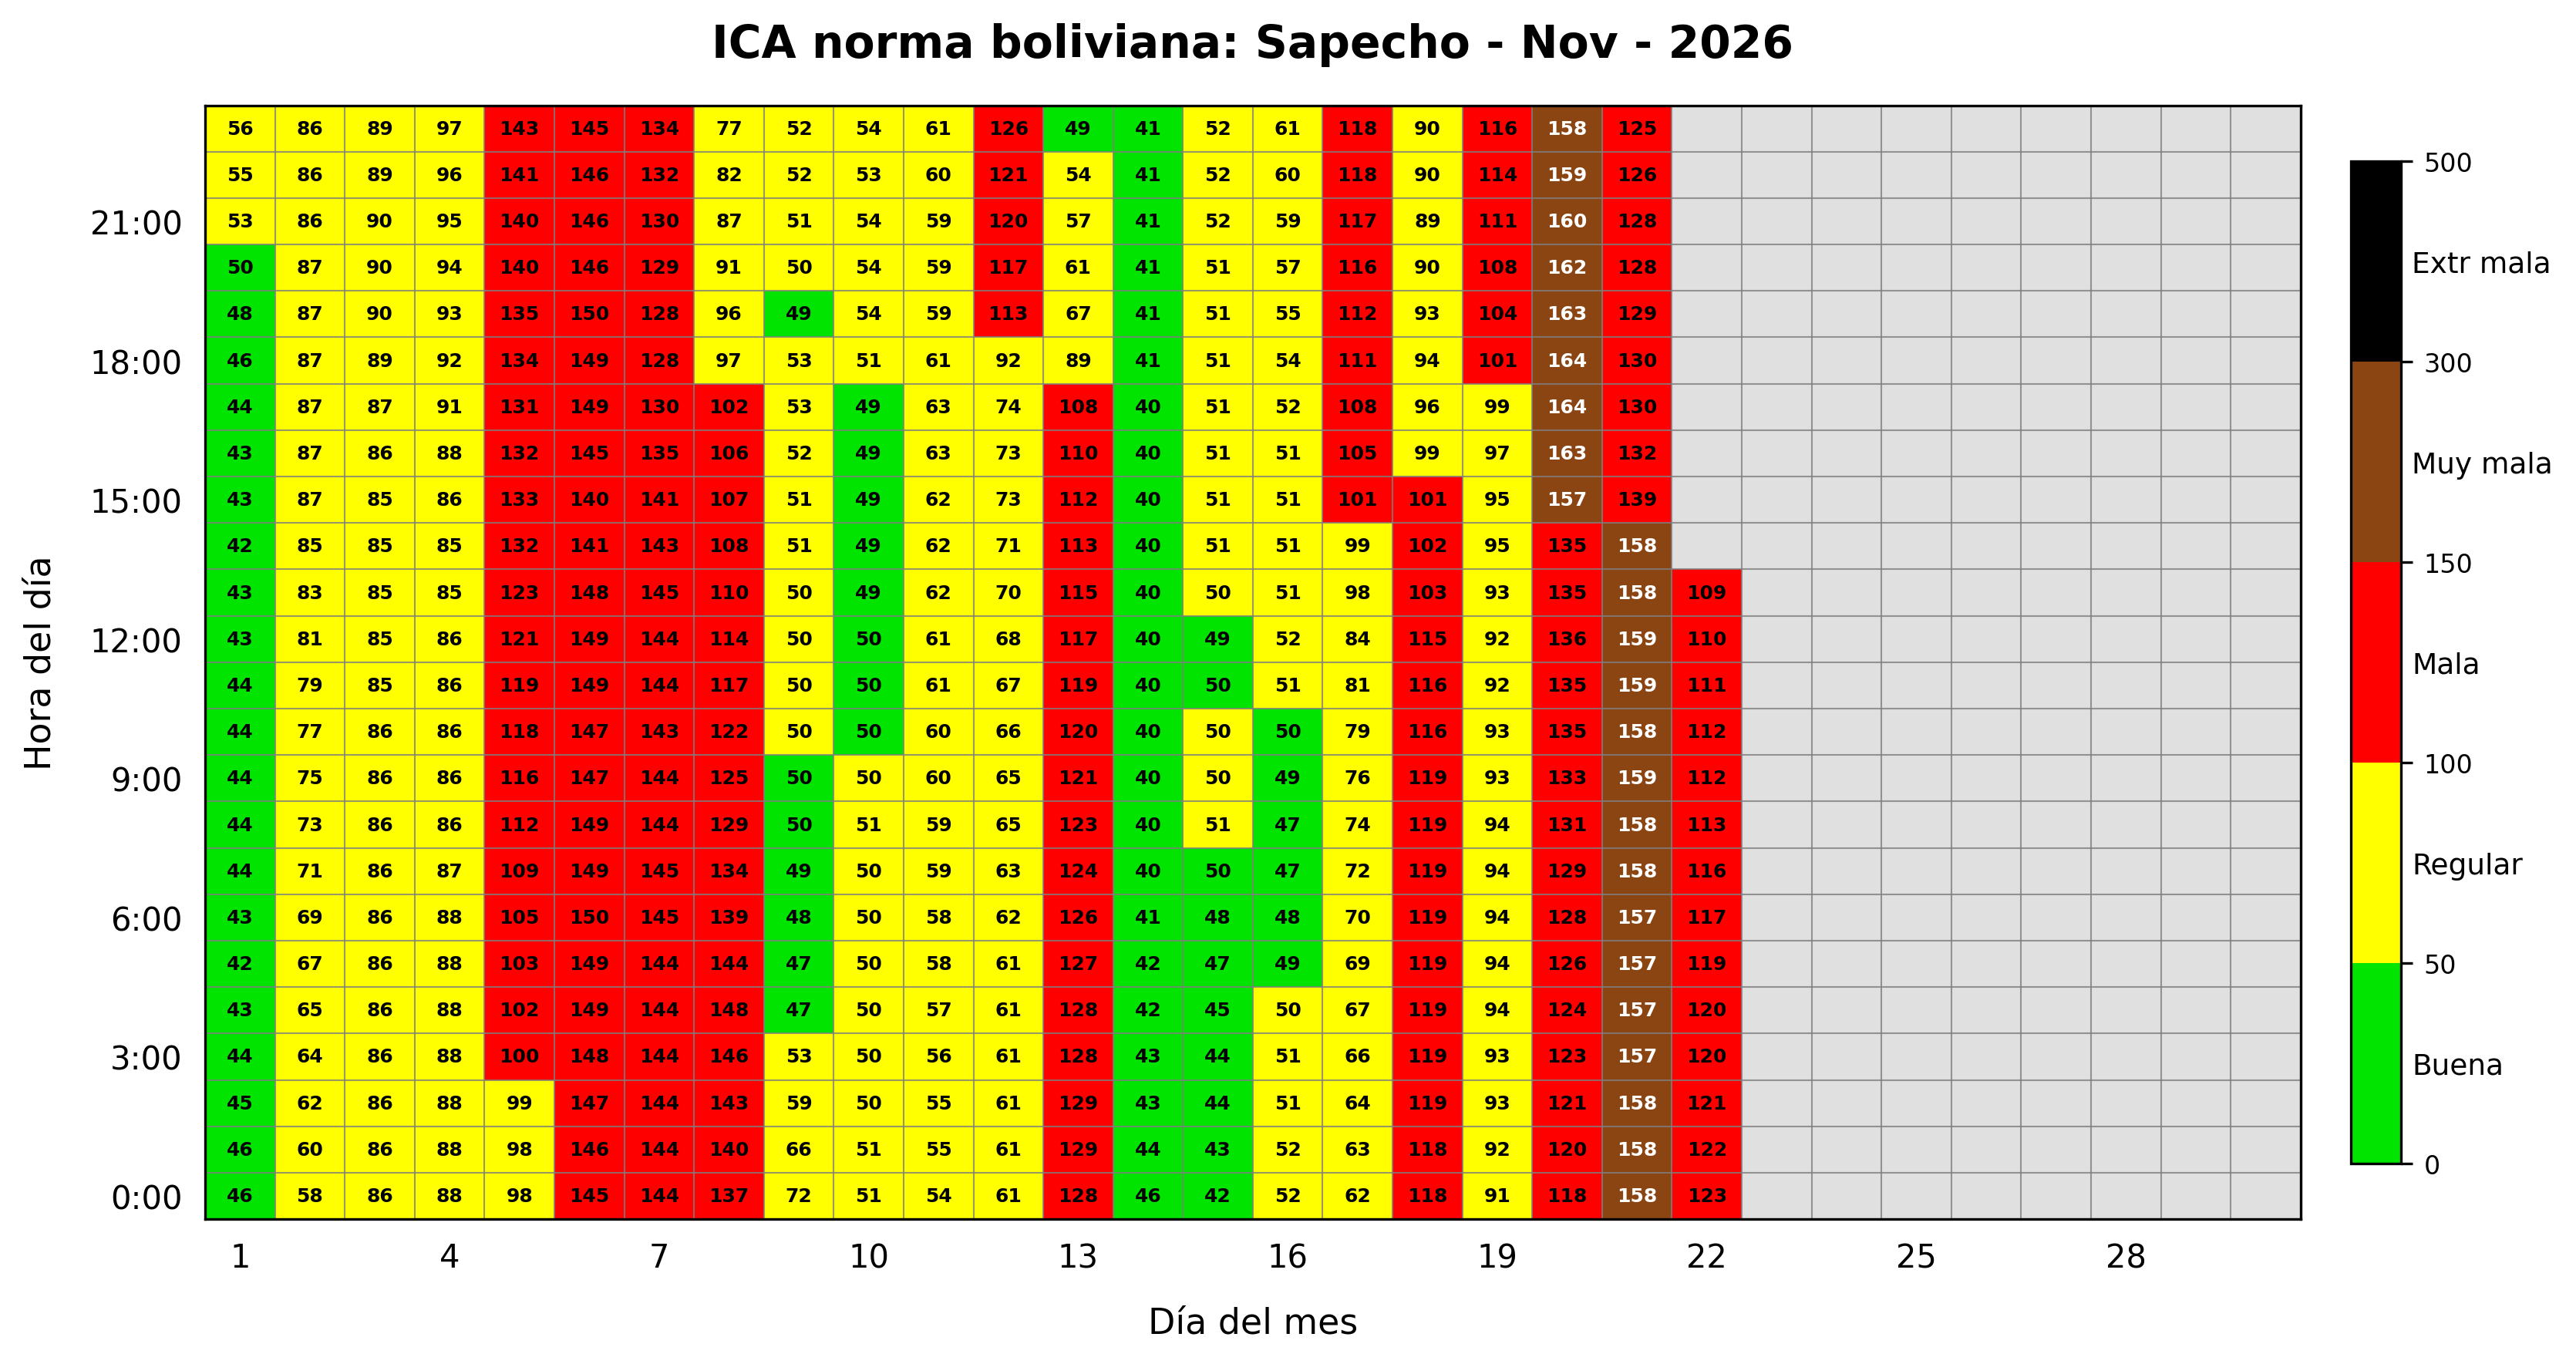 ICA norma boliviana: Sapecho - Nov - 2026
56 86 89 97 143 145 134 77 52 54 61 126 49 41 52 61 118 90 116 158 125
55 86 89 96 141 146 132 82 52 53 60 121 54 41 52 60 118 90 114 159 126
21:00 53 86 90 95 140 146 130 87 51 54 59 120 57 41 52 59 117 89 111 160 128
50 87 90 94 140 146 129 91 50 54 59 117 61 41 51 57 116 90 108 162 128
48 87 90 93 135 150 128 96 49 54 59 113 67 41 51 55 112 93 104 163 129
18:00 46 87 89 92 134 149 128 97 53 51 61 92 89 41 51 54 111 94 101 164 130
44 87 87 91 131 149 130 102 53 49 63 74 108 40 51 52 108 96 99 164 130
43 87 86 88 132 145 135 106 52 49 63 73 110 40 51 51 105 99 97 163 132
15:00 43 87 85 86 133 140 141 107 51 49 62 73 112 40 51 51 101 101 95 157 139
42 85 85 85 132 141 143 108 51 49 62 71 113 40 51 51 99 102 95 135 158
43 83 85 85 123 148 145 110 50 49 62 70 115 40 50 51 98 103 93 135 158 109
12:00 43 81 85 86 121 149 144 114 50 50 61 68 117 40 49 52 84 115 92 136 159 110
44 79 85 86 119 149 144 117 50 50 61 67 119 40 50 51 81 116 92 135 159 111
44 77 86 86 118 147 143 122 50 50 60 66 120 40 50 50 79 116 93 135 158 112
9:00 44 75 86 86 116 147 144 125 50 50 60 65 121 40 50 49 76 119 93 133 159 112
44 73 86 86 112 149 144 129 50 51 59 65 123 40 51 47 74 119 94 131 158 113
44 71 86 87 109 149 145 134 49 50 59 63 124 40 50 47 72 119 94 129 158 116
6:00 43 69 86 88 105 150 145 139 48 50 58 62 126 41 48 48 70 119 94 128 157 117
42 67 86 88 103 149 144 144 47 50 58 61 127 42 47 49 69 119 94 126 157 119
43 65 86 88 102 149 144 148 47 50 57 61 128 42 45 50 67 119 94 124 157 120
3:00 44 64 86 88 100 148 144 146 53 50 56 61 128 43 44 51 66 119 93 123 157 120
45 62 86 88 99 147 144 143 59 50 55 61 129 43 44 51 64 119 93 121 158 121
46 60 86 88 98 146 144 140 66 51 55 61 129 44 43 52 63 118 92 120 158 122
0:00 46 58 86 88 98 145 144 137 72 51 54 61 128 46 42 52 62 118 91 118 158 123
1 4 7 10 13 16 19 22 25 28
Día del mes
Hora del día
500
Extr mala
300
Muy mala
150
Mala
100
Regular
50
Buena
0